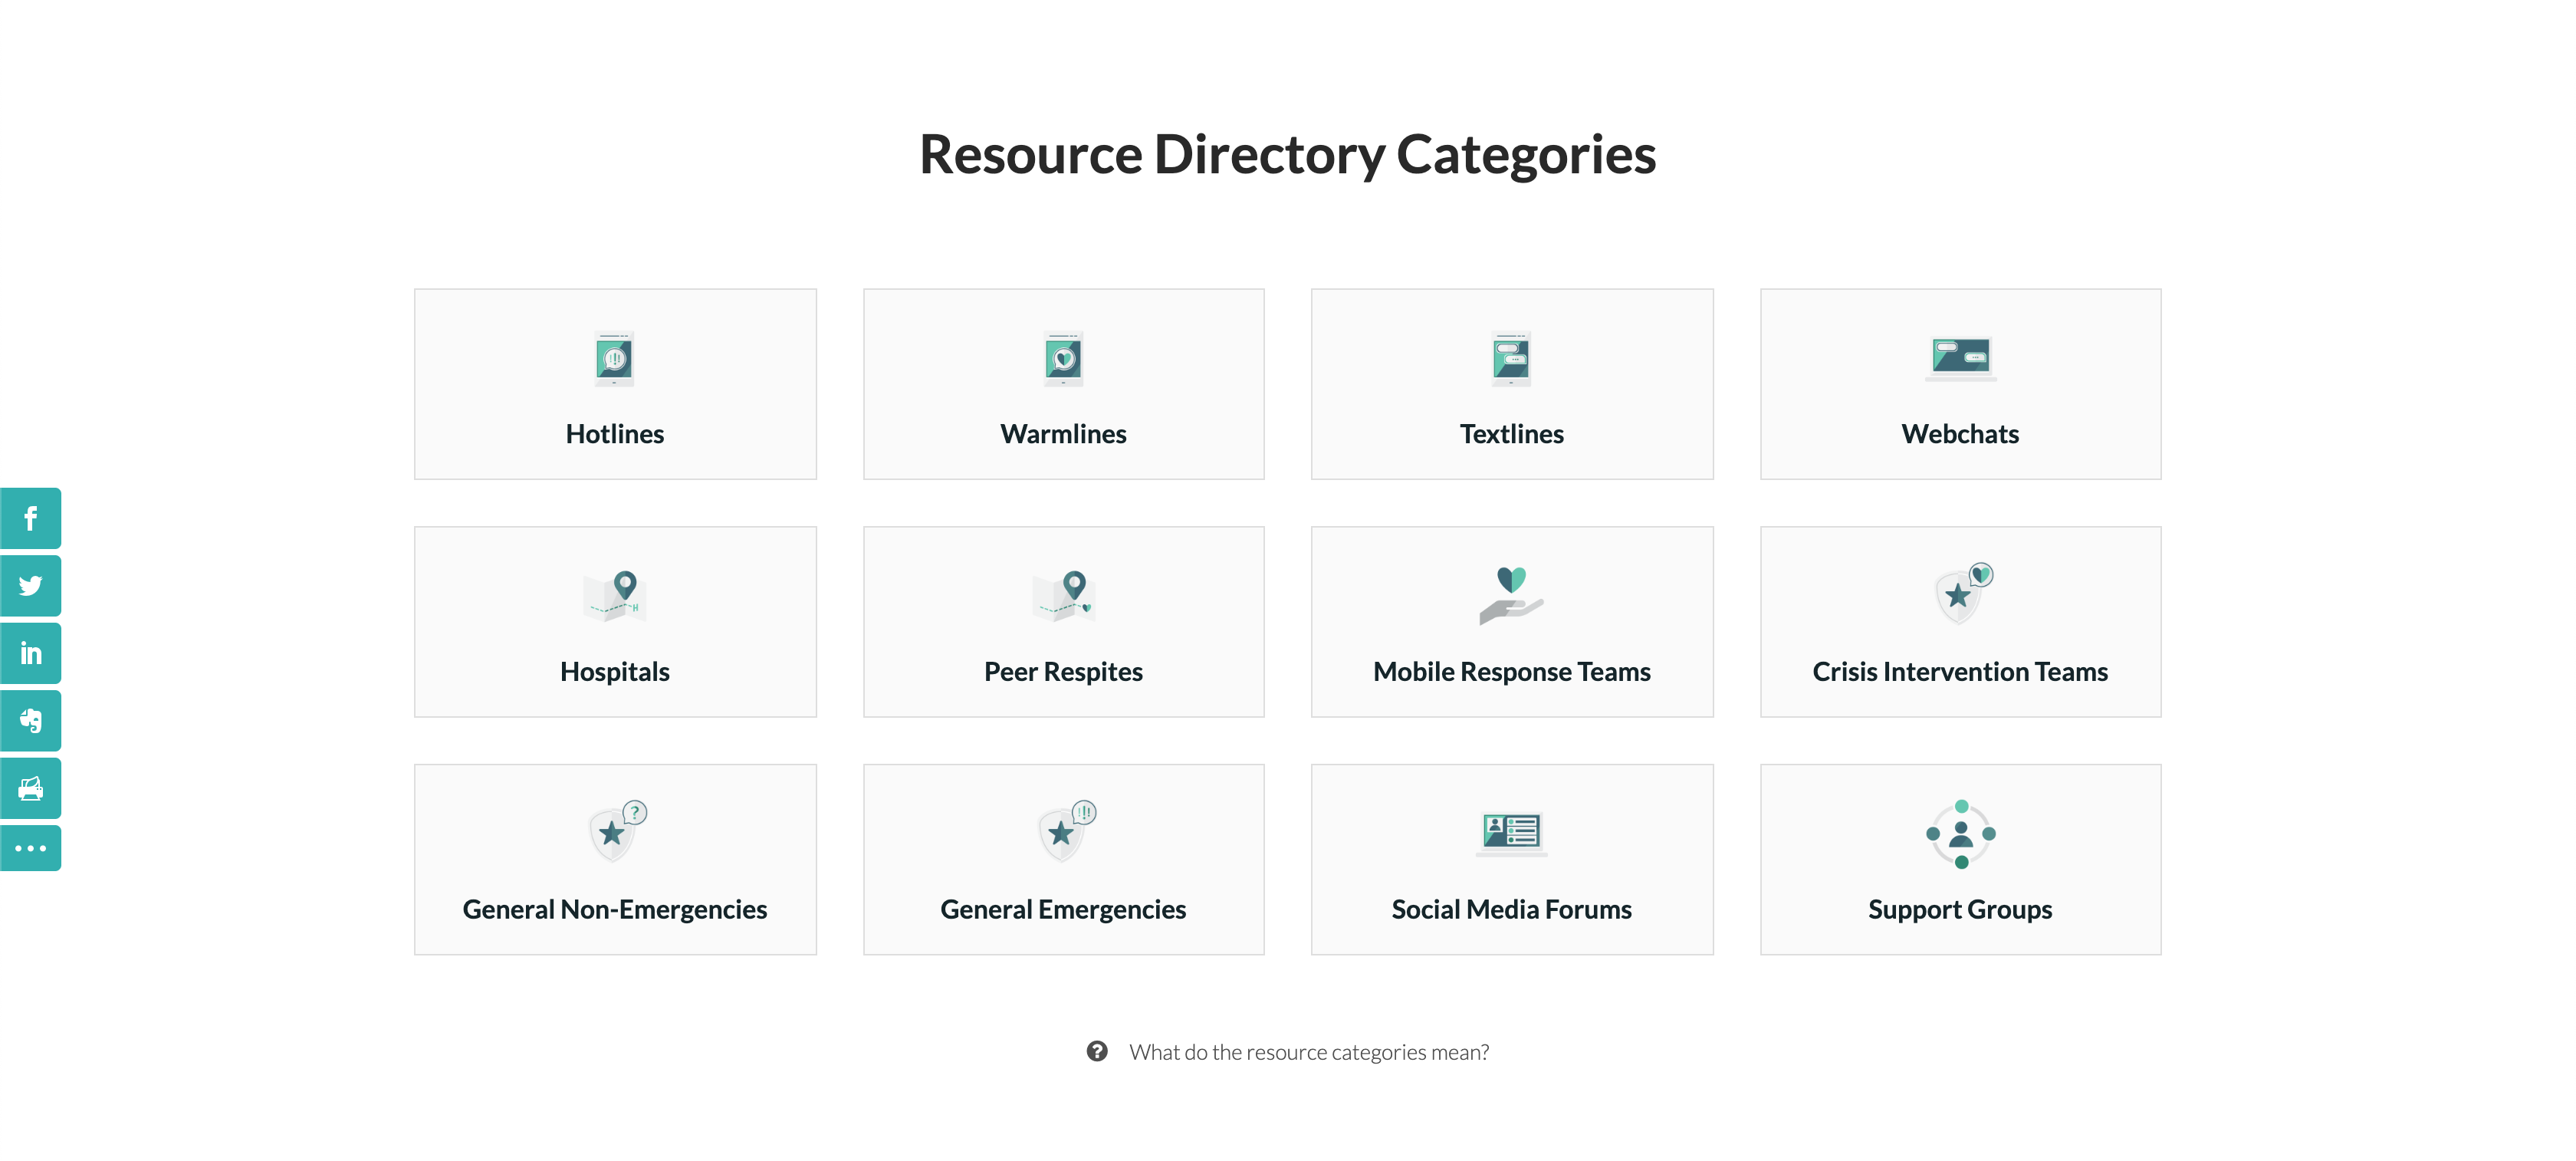 Resource Directory Categories
Hotlines
Warmlines
Textlines
Webchats
Hospitals
Peer Respites
Mobile Response Teams
Crisis Intervention Teams
General Non-Emergencies
General Emergencies
Social Media Forums
Support Groups
What do the resource categories mean?